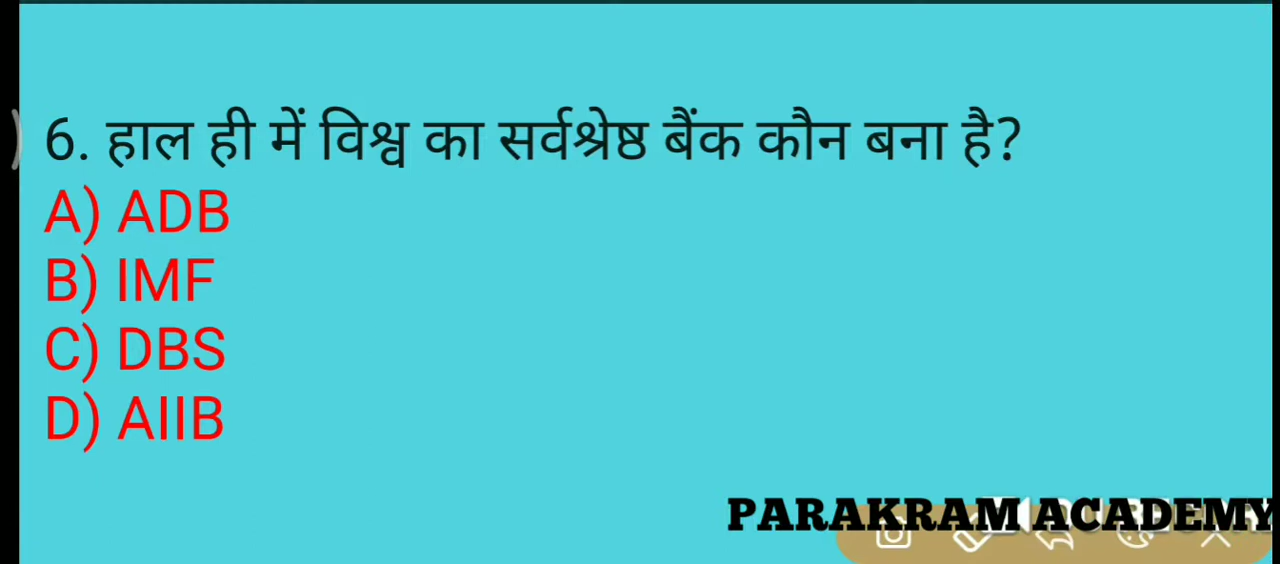 6. हाल ही में विश्व का सर्वश्रेष्ठ बैंक कौन बना है?
A) ADB
B) IMF
C) DBS
D) AIIB
PARAKRAM ACADEMY